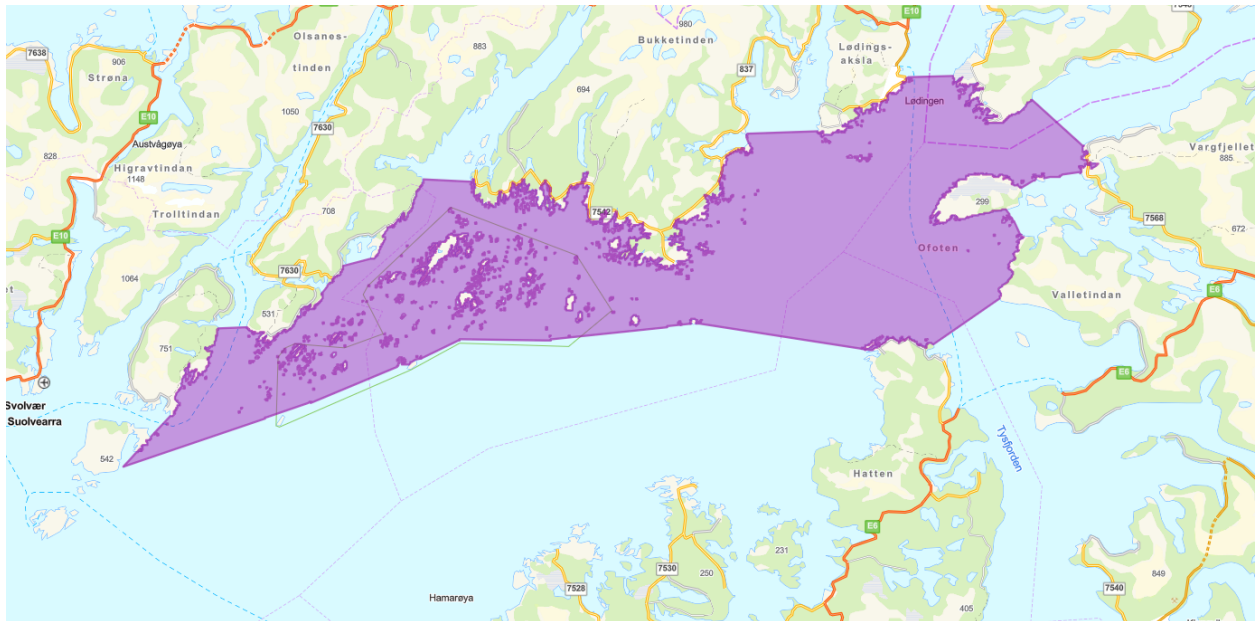 E10
7638
906
Strøna
Olsanes-
tinden
883
980
Bukketinden
E10
Lødings-
aksla
837
694
1050
7630
E10
Austvågøya
828
Higravtindan
1148
Trolltindan
708
Lødingen
Vargfjellet
885
299
7542
7568
672
E10
Ofoten
1064
7630
531
Valletindan
E6
751
E6
Svolvær
Suolvearra
542
Tysfjorden
Hatten
E6
231
7530
250
7528
7540
849
Hamarøya
405